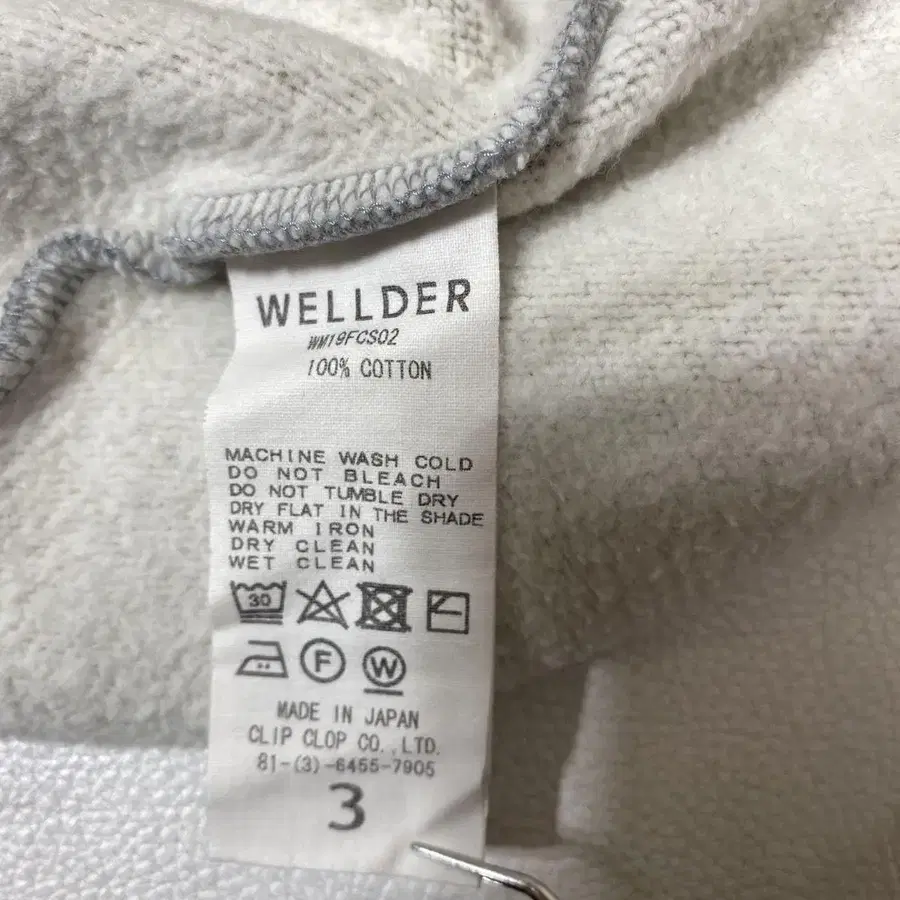 WELLDER
WM19FCS02
100% COTTON
MACHINE WASH COLD
DO NOT BLEACH
DO NOT TUMBLE DRY
DRY FLAT IN THE SHADE
WARM IRON
DRY CLEAN
WET CLEAN
30
F W
MADE IN JAPAN
CLIP CLOP CO.,LTD.
81-(3)-6455-7905
3